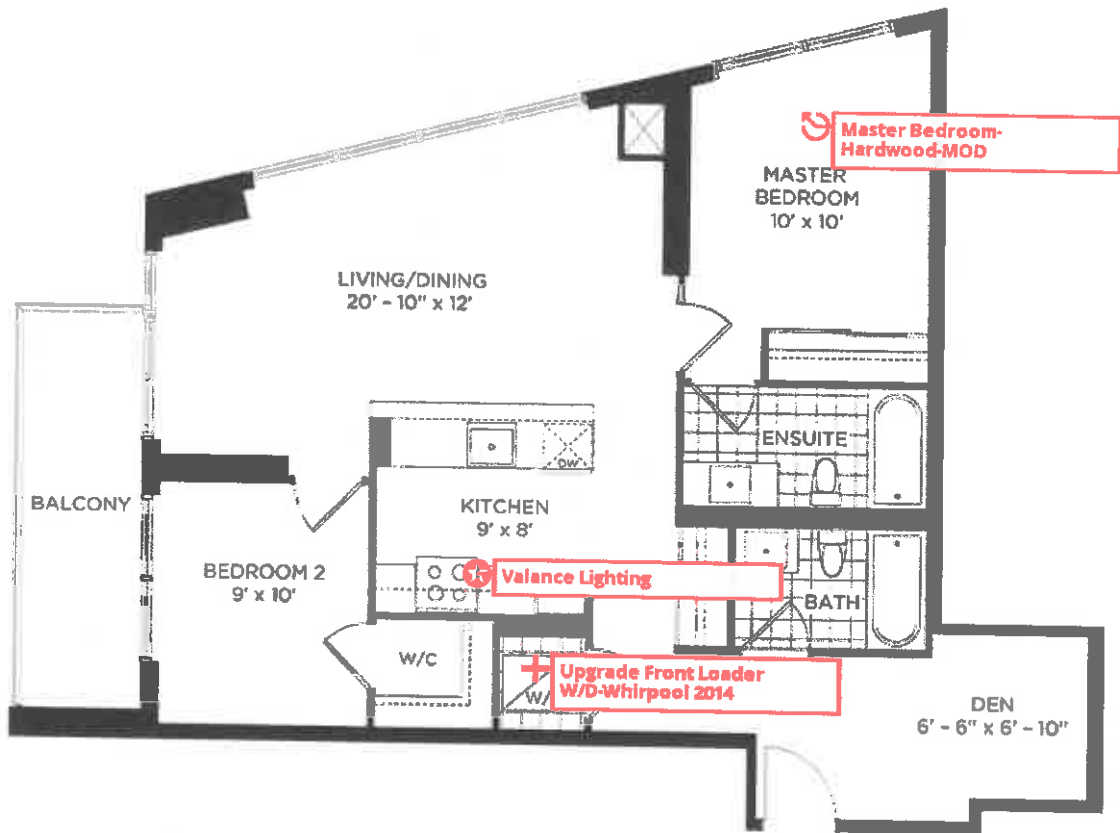 Master Bedroom-
Hardwood-MOD
MASTER
BEDROOM
10' x 10'
LIVING/DINING
20' - 10" x 12'
ENSUITE
DW
BALCONY
KITCHEN
9' x 8'
BEDROOM 2
9' x 10'
Valance Lighting
BATH
W/C
Upgrade Front Loader
W/D-Whirpool 2014
W/
DEN
6' - 6" x 6' - 10"